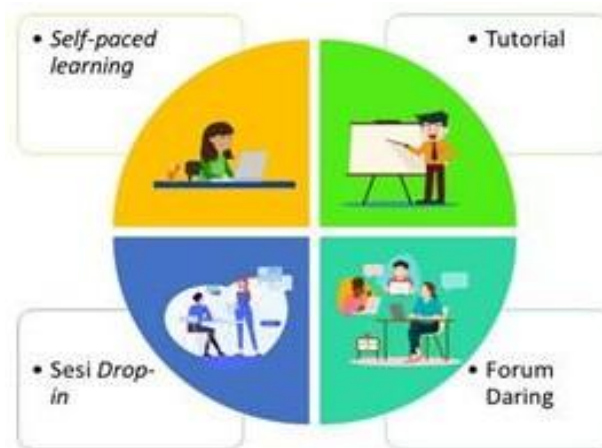 • Self-paced
learning
• Tutorial
• Sesi Drop-
in
• Forum
Daring